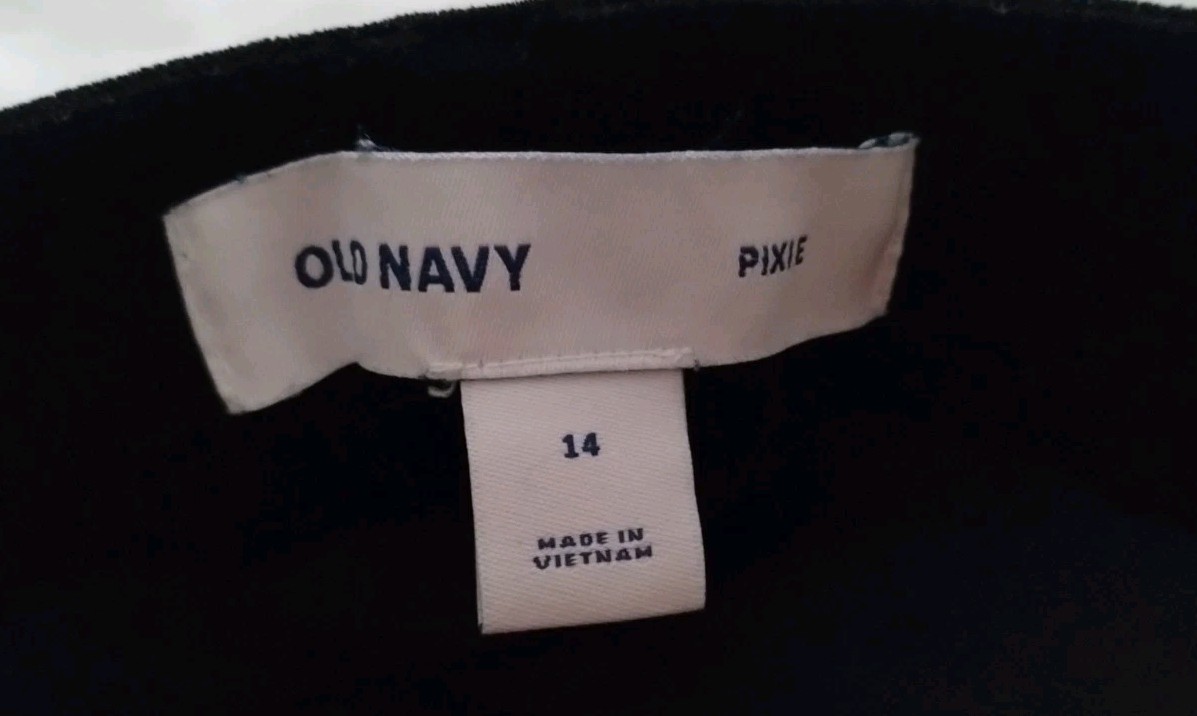 OLD NAVY PIXIE
14
MADE IN
VIETNAM